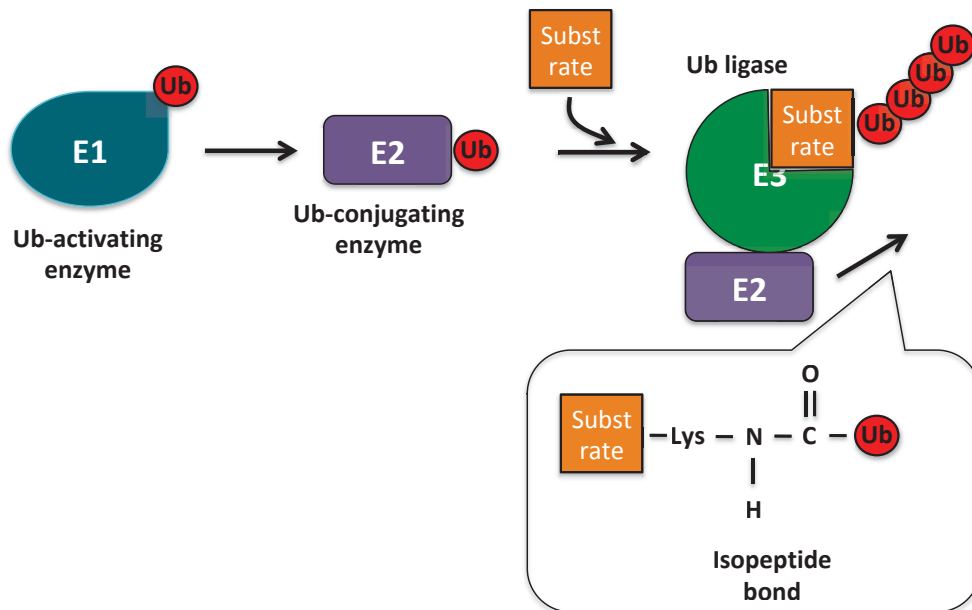 Ub
E1
Ub-activating
enzyme
E2
Ub
Ub-conjugating
enzyme
Subst
rate
Ub ligase
Subst
rate
E3
Ub
Ub
Ub
Ub
E2
Subst
rate
Lys
N
H
C
O
Ub
Isopeptide
bond